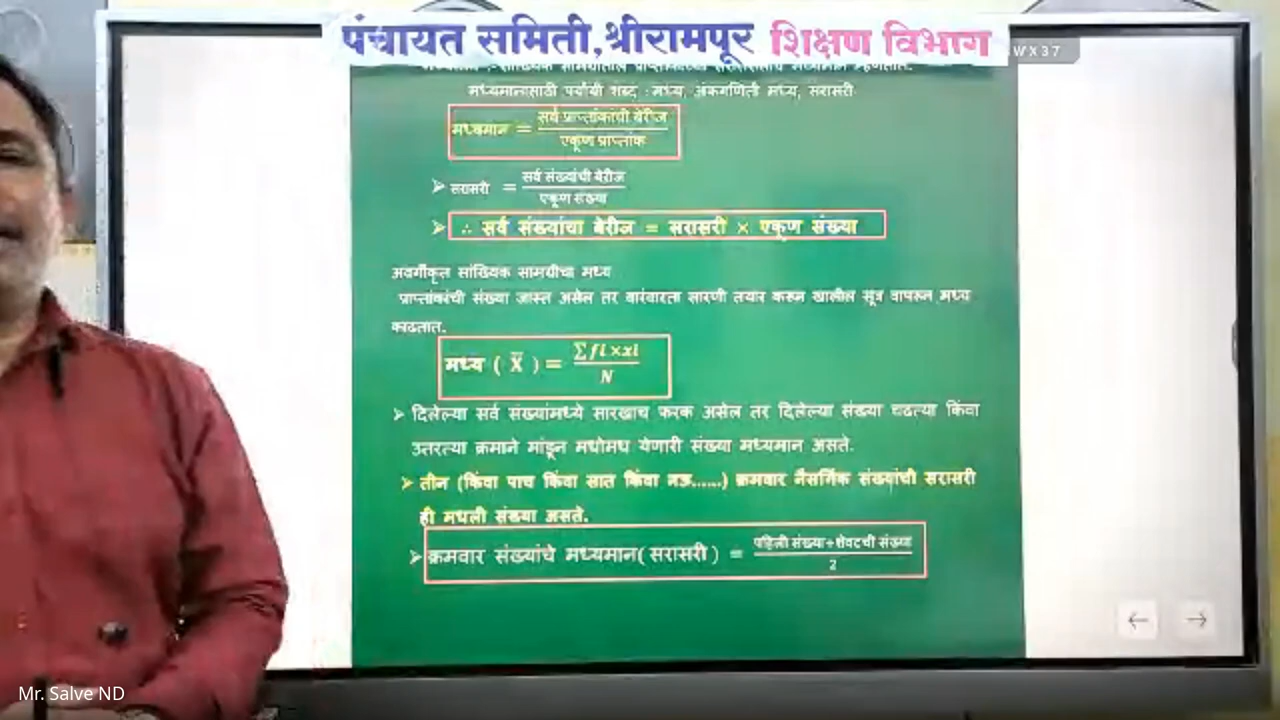 पंचायत समिती,श्रीरामपूर शिक्षण विभाग
WX37
मध्यमानासाठी पर्यायी शब्द : मध्य, अंकगणिती मध्य, सरासरी
मध्यमान = सर्व प्राप्तांकांची बेरीज / एकूण प्राप्तांक
➢ सरासरी = सर्व संख्यांची बेरीज / एकूण संख्या
➢ ∴ सर्व संख्यांचा बेरीज = सरासरी × एकूण संख्या
अवर्गीकृत सांख्यिक सामग्रीचा मध्य
प्राप्तांकांची संख्या जास्त असेल तर वारंवारता सारणी तयार करून खालील सूत्र वापरून मध्य
काढतात.
मध्य ( X̅ ) = ∑fi×xi / N
➢ दिलेल्या सर्व संख्यांमध्ये सारखाच फरक असेल तर दिलेल्या संख्या चढत्या किंवा
उतरत्या क्रमाने मांडून मधोमध येणारी संख्या मध्यमान असते.
➢ तीन (किंवा पाच किंवा सात किंवा नऊ......) क्रमवार नैसर्गिक संख्यांची सरासरी
ही मधली संख्या असते.
➢ क्रमवार संख्यांचे मध्यमान( सरासरी ) = पहिली संख्या+शेवटची संख्या / 2
Mr. Salve ND